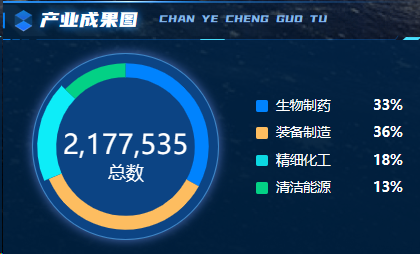 产业成果图 CHAN YE CHENG GUO TU
2,177,535
总数
生物制药 33%
装备制造 36%
精细化工 18%
清洁能源 13%